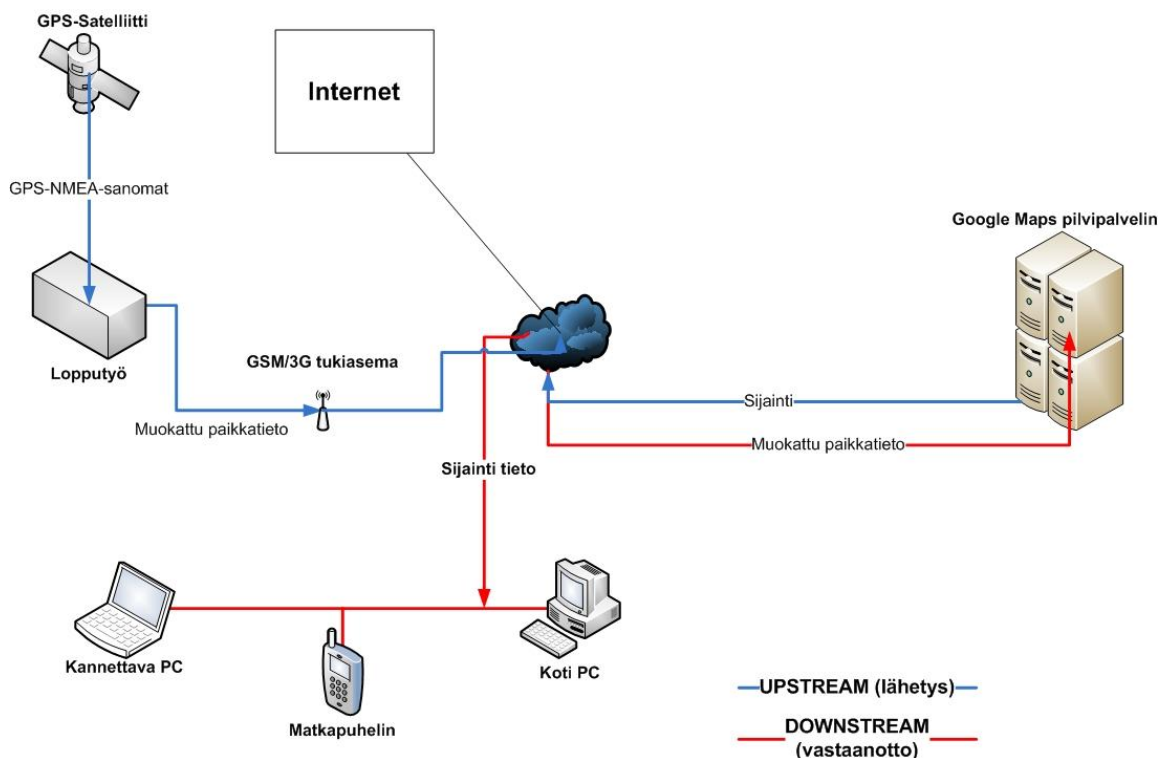 GPS-Satelliitti
Internet
GPS-NMEA-sanomat
Google Maps pilvipalvelin
Lopputyö
GSM/3G tukiasema
Muokattu paikkatieto
Sijainti
Muokattu paikkatieto
Sijainti tieto
Kannettava PC
Koti PC
Matkapuhelin
UPSTREAM (lähetys)
DOWNSTREAM
(vastaanotto)